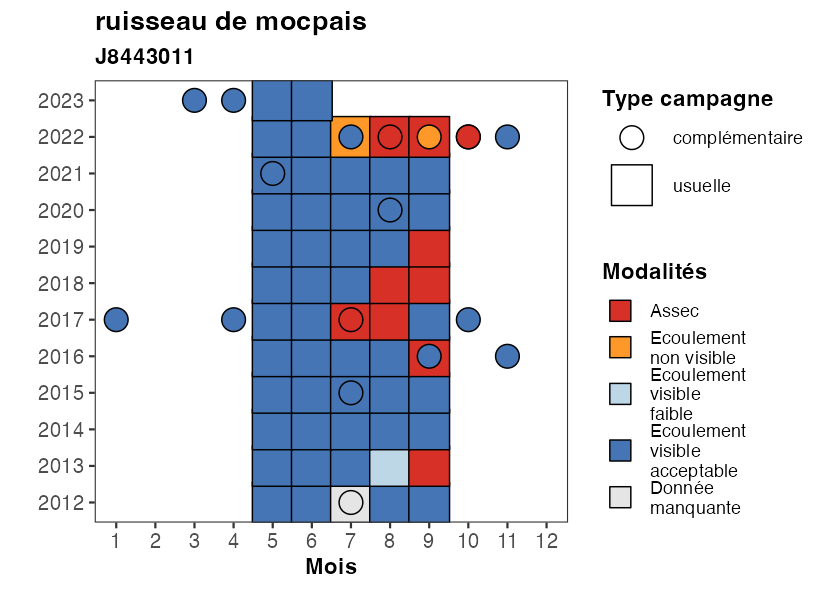 ruisseau de mocpais
J8443011
2023
2022
2021
2020
2019
2018
2017
2016
2015
2014
2013
2012
1 2 3 4 5 6 7 8 9 10 11 12
Mois
Type campagne
complémentaire
usuelle
Modalités
Assec
Ecoulement
non visible
Ecoulement
visible
faible
Ecoulement
visible
acceptable
Donnée
manquante